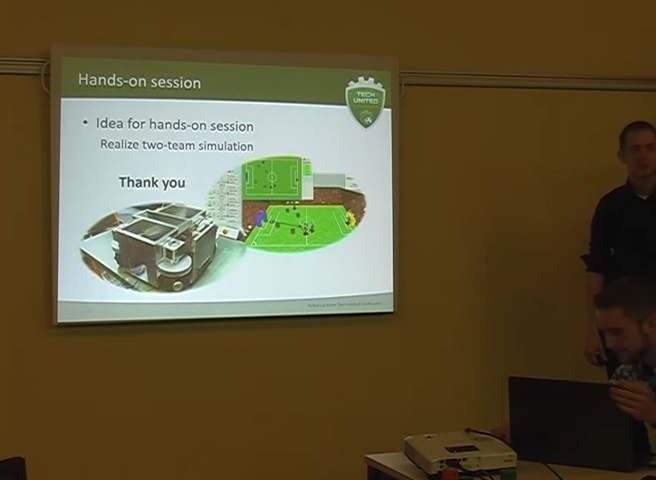 Hands-on session
TECH
UNITED
• Idea for hands-on session
Realize two-team simulation
Thank you